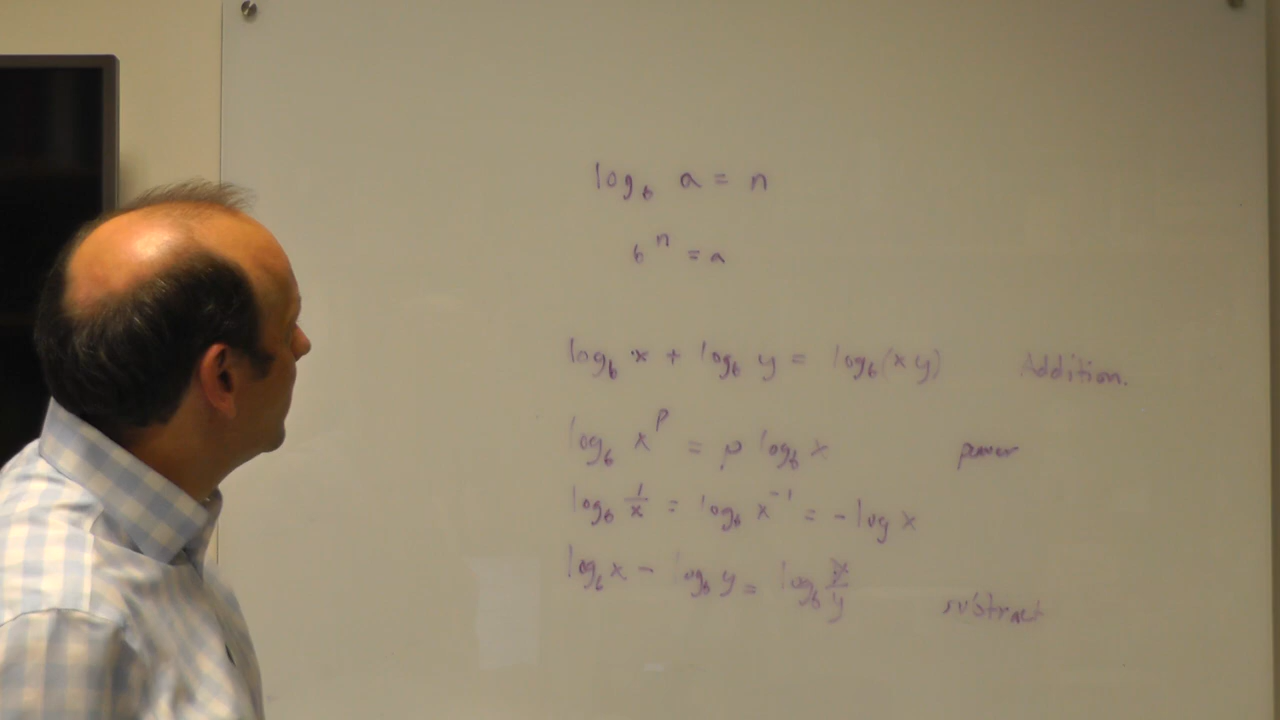 log_b a = n
b^n = a
log_b x + log_b y = log_b(xy) Addition.
log_b x^p = p log_b x power
log_b 1/x = log_b x^-1 = -log x
log_b x - log_b y = log_b x/y subtract